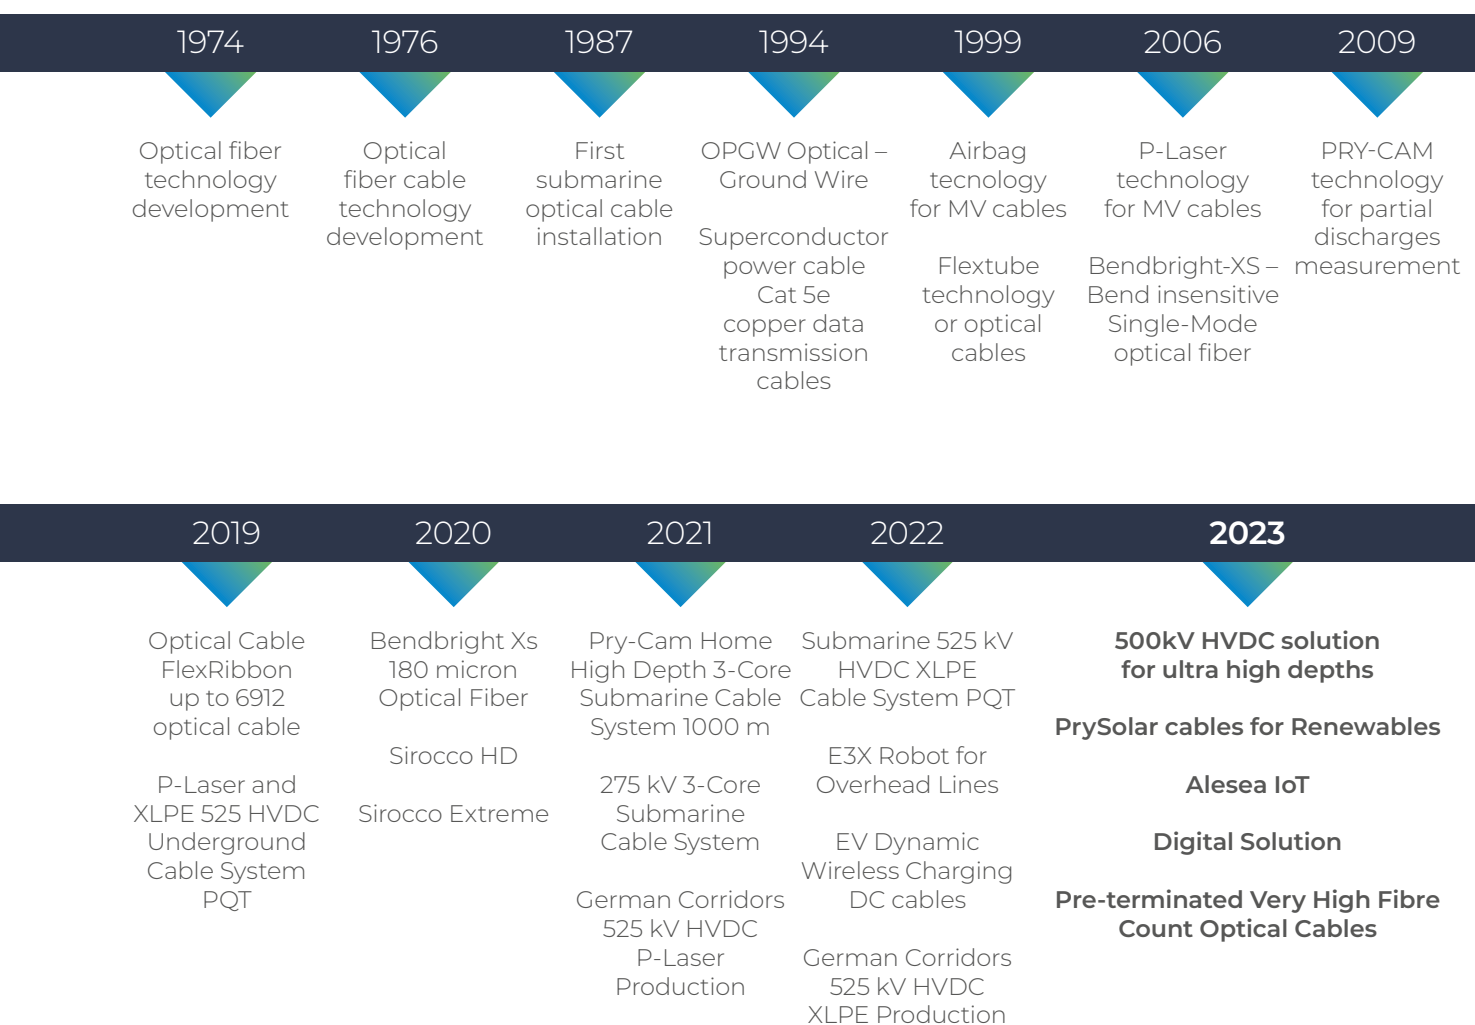 1974
Optical fiber
technology
development
1976
Optical
fiber cable
technology
development
1987
First
submarine
optical cable
installation
1994
OPGW Optical –
Ground Wire
Superconductor
power cable
Cat 5e
copper data
transmission
cables
1999
Airbag
tecnology
for MV cables
Flextube
technology
or optical
cables
2006
P-Laser
technology
for MV cables
Bendbright-XS –
Bend insensitive
Single-Mode
optical fiber
2009
PRY-CAM
technology
for partial
discharges
measurement
2019
Optical Cable
FlexRibbon
up to 6912
optical cable
P-Laser and
XLPE 525 HVDC
Underground
Cable System
PQT
2020
Bendbright Xs
180 micron
Optical Fiber
Sirocco HD
Sirocco Extreme
2021
Pry-Cam Home
High Depth 3-Core
Submarine Cable
System 1000 m
275 kV 3-Core
Submarine
Cable System
German Corridors
525 kV HVDC
P-Laser
Production
2022
Submarine 525 kV
HVDC XLPE
Cable System PQT
E3X Robot for
Overhead Lines
EV Dynamic
Wireless Charging
DC cables
German Corridors
525 kV HVDC
XLPE Production
2023
500kV HVDC solution
for ultra high depths
PrySolar cables for Renewables
Alesea IoT
Digital Solution
Pre-terminated Very High Fibre
Count Optical Cables